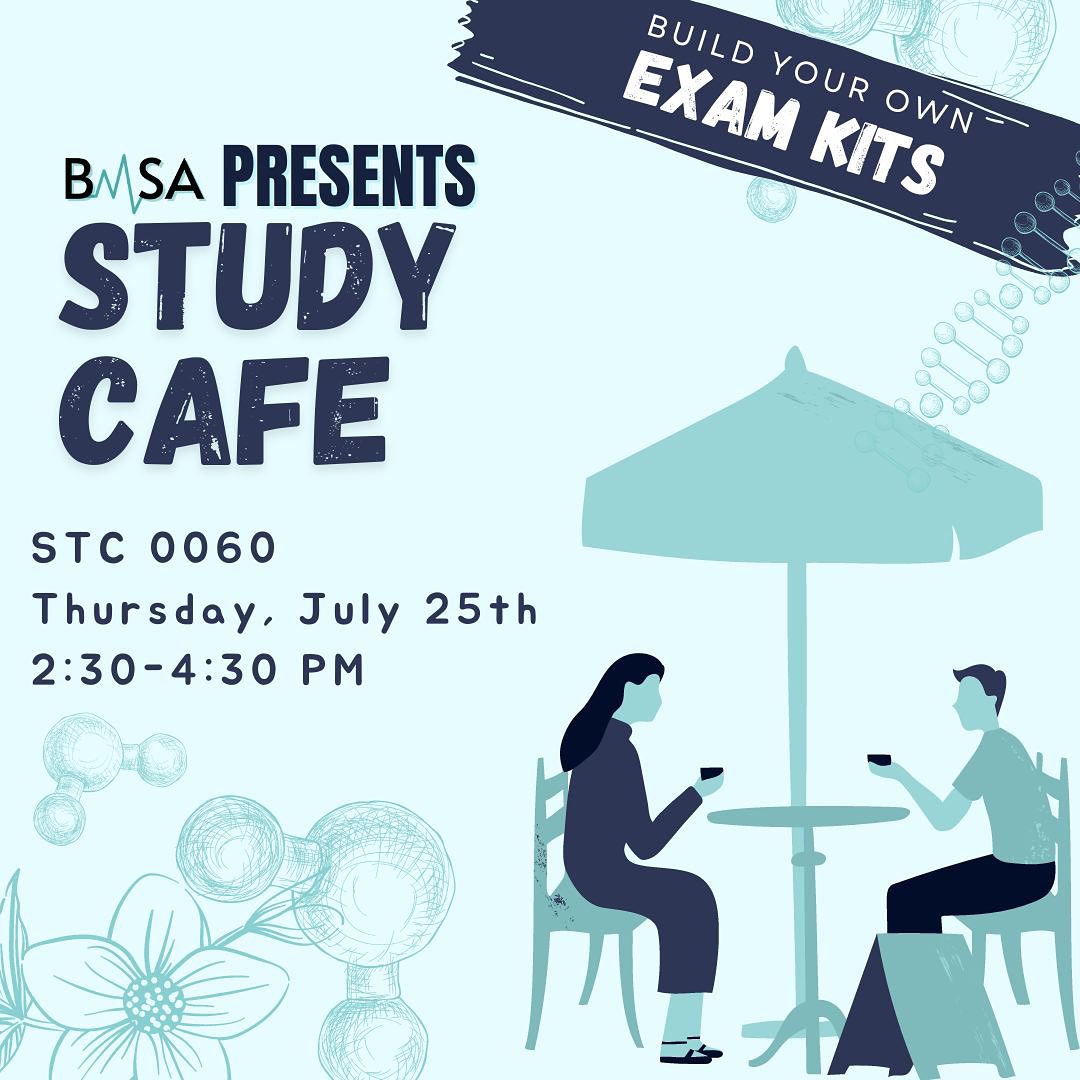 BUILD YOUR OWN
EXAM KITS
BMSA PRESENTS
STUDY
CAFE
STC 0060
Thursday, July 25th
2:30-4:30 PM